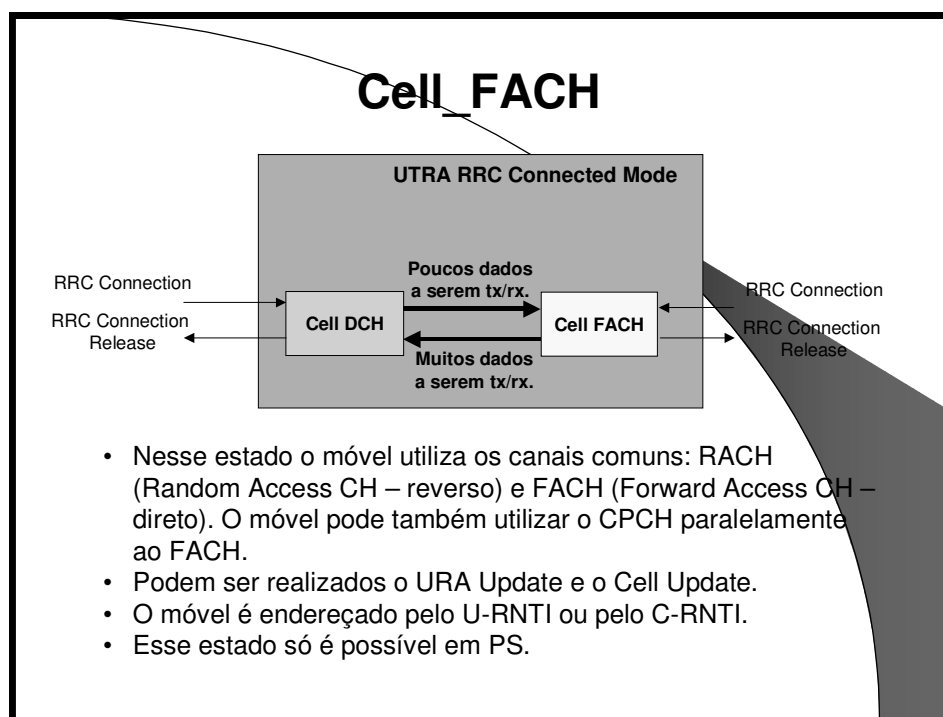 Cell_FACH
UTRA RRC Connected Mode
RRC Connection
RRC Connection
Release
Cell DCH
Poucos dados
a serem tx/rx.
Muitos dados
a serem tx/rx.
Cell FACH
RRC Connection
RRC Connection
Release
• Nesse estado o móvel utiliza os canais comuns: RACH
(Random Access CH – reverso) e FACH (Forward Access CH –
direto). O móvel pode também utilizar o CPCH paralelamente
ao FACH.
• Podem ser realizados o URA Update e o Cell Update.
• O móvel é endereçado pelo U-RNTI ou pelo C-RNTI.
• Esse estado só é possível em PS.